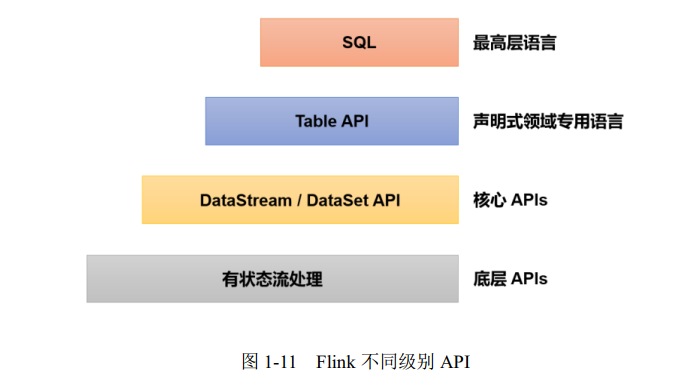 SQL 最高层语言
Table API 声明式领域专用语言
DataStream / DataSet API 核心 APIs
有状态流处理 底层 APIs
图 1-11 Flink 不同级别 API